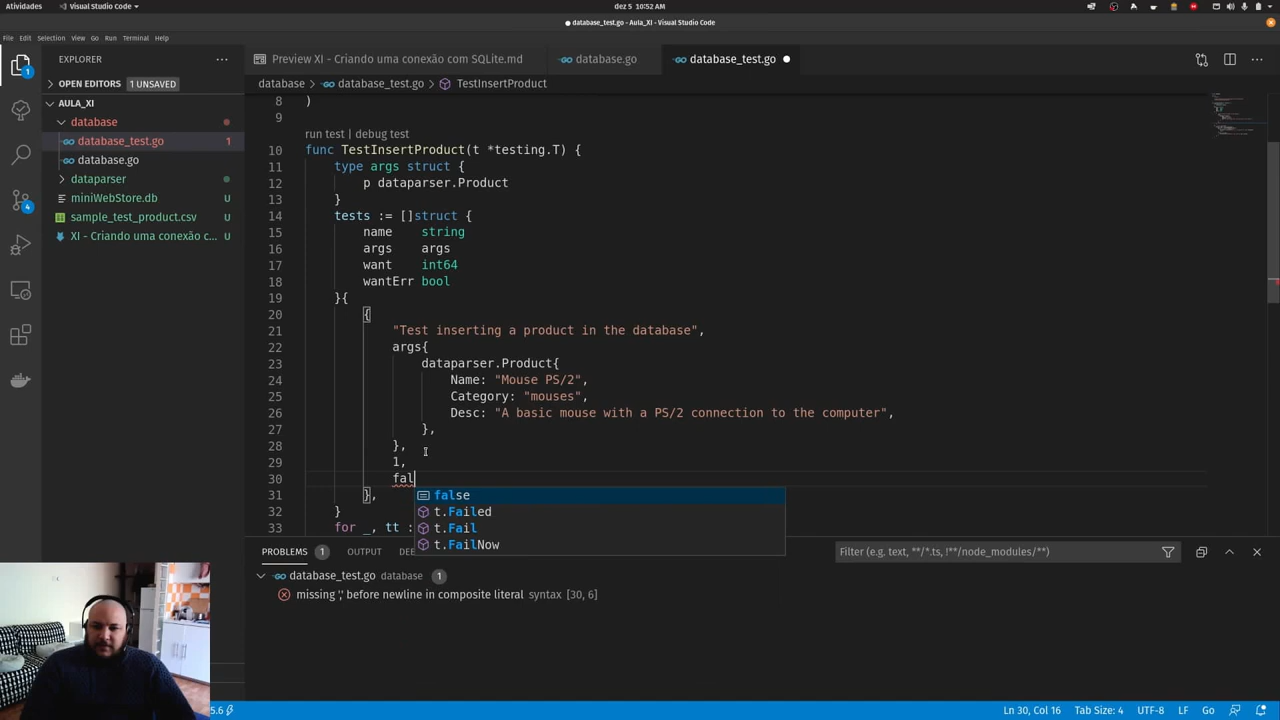 Atividades
Visual Studio Code
dez 5 10:52 AM
● database_test.go - Aula_XI - Visual Studio Code
File Edit Selection View Go Run Terminal Help
EXPLORER
Preview XI - Criando uma conexão com SQLite.md
database.go
database_test.go
OPEN EDITORS 1 UNSAVED
database > database_test.go > TestInsertProduct
AULA_XI
database
database_test.go 1
database.go
dataparser
miniWebStore.db U
sample_test_product.csv U
XI - Criando uma conexão c... U
8 )
9
run test | debug test
10 func TestInsertProduct(t *testing.T) {
11 type args struct {
12 p dataparser.Product
13 }
14 tests := []struct {
15 name string
16 args args
17 want int64
18 wantErr bool
19 }{
20 {
21 "Test inserting a product in the database",
22 args{
23 dataparser.Product{
24 Name: "Mouse PS/2",
25 Category: "mouses",
26 Desc: "A basic mouse with a PS/2 connection to the computer",
27 },
28 },
29 1,
30 fal
31 },
32 }
33 for _, tt :
false
t.Failed
t.Fail
t.FailNow
1
4
PROBLEMS 1 OUTPUT DE
Filter (e.g. text, **/*.ts, !**/node_modules/**)
database_test.go database 1
missing ',' before newline in composite literal syntax [30, 6]
5.6
Ln 30, Col 16 Tab Size: 4 UTF-8 LF Go